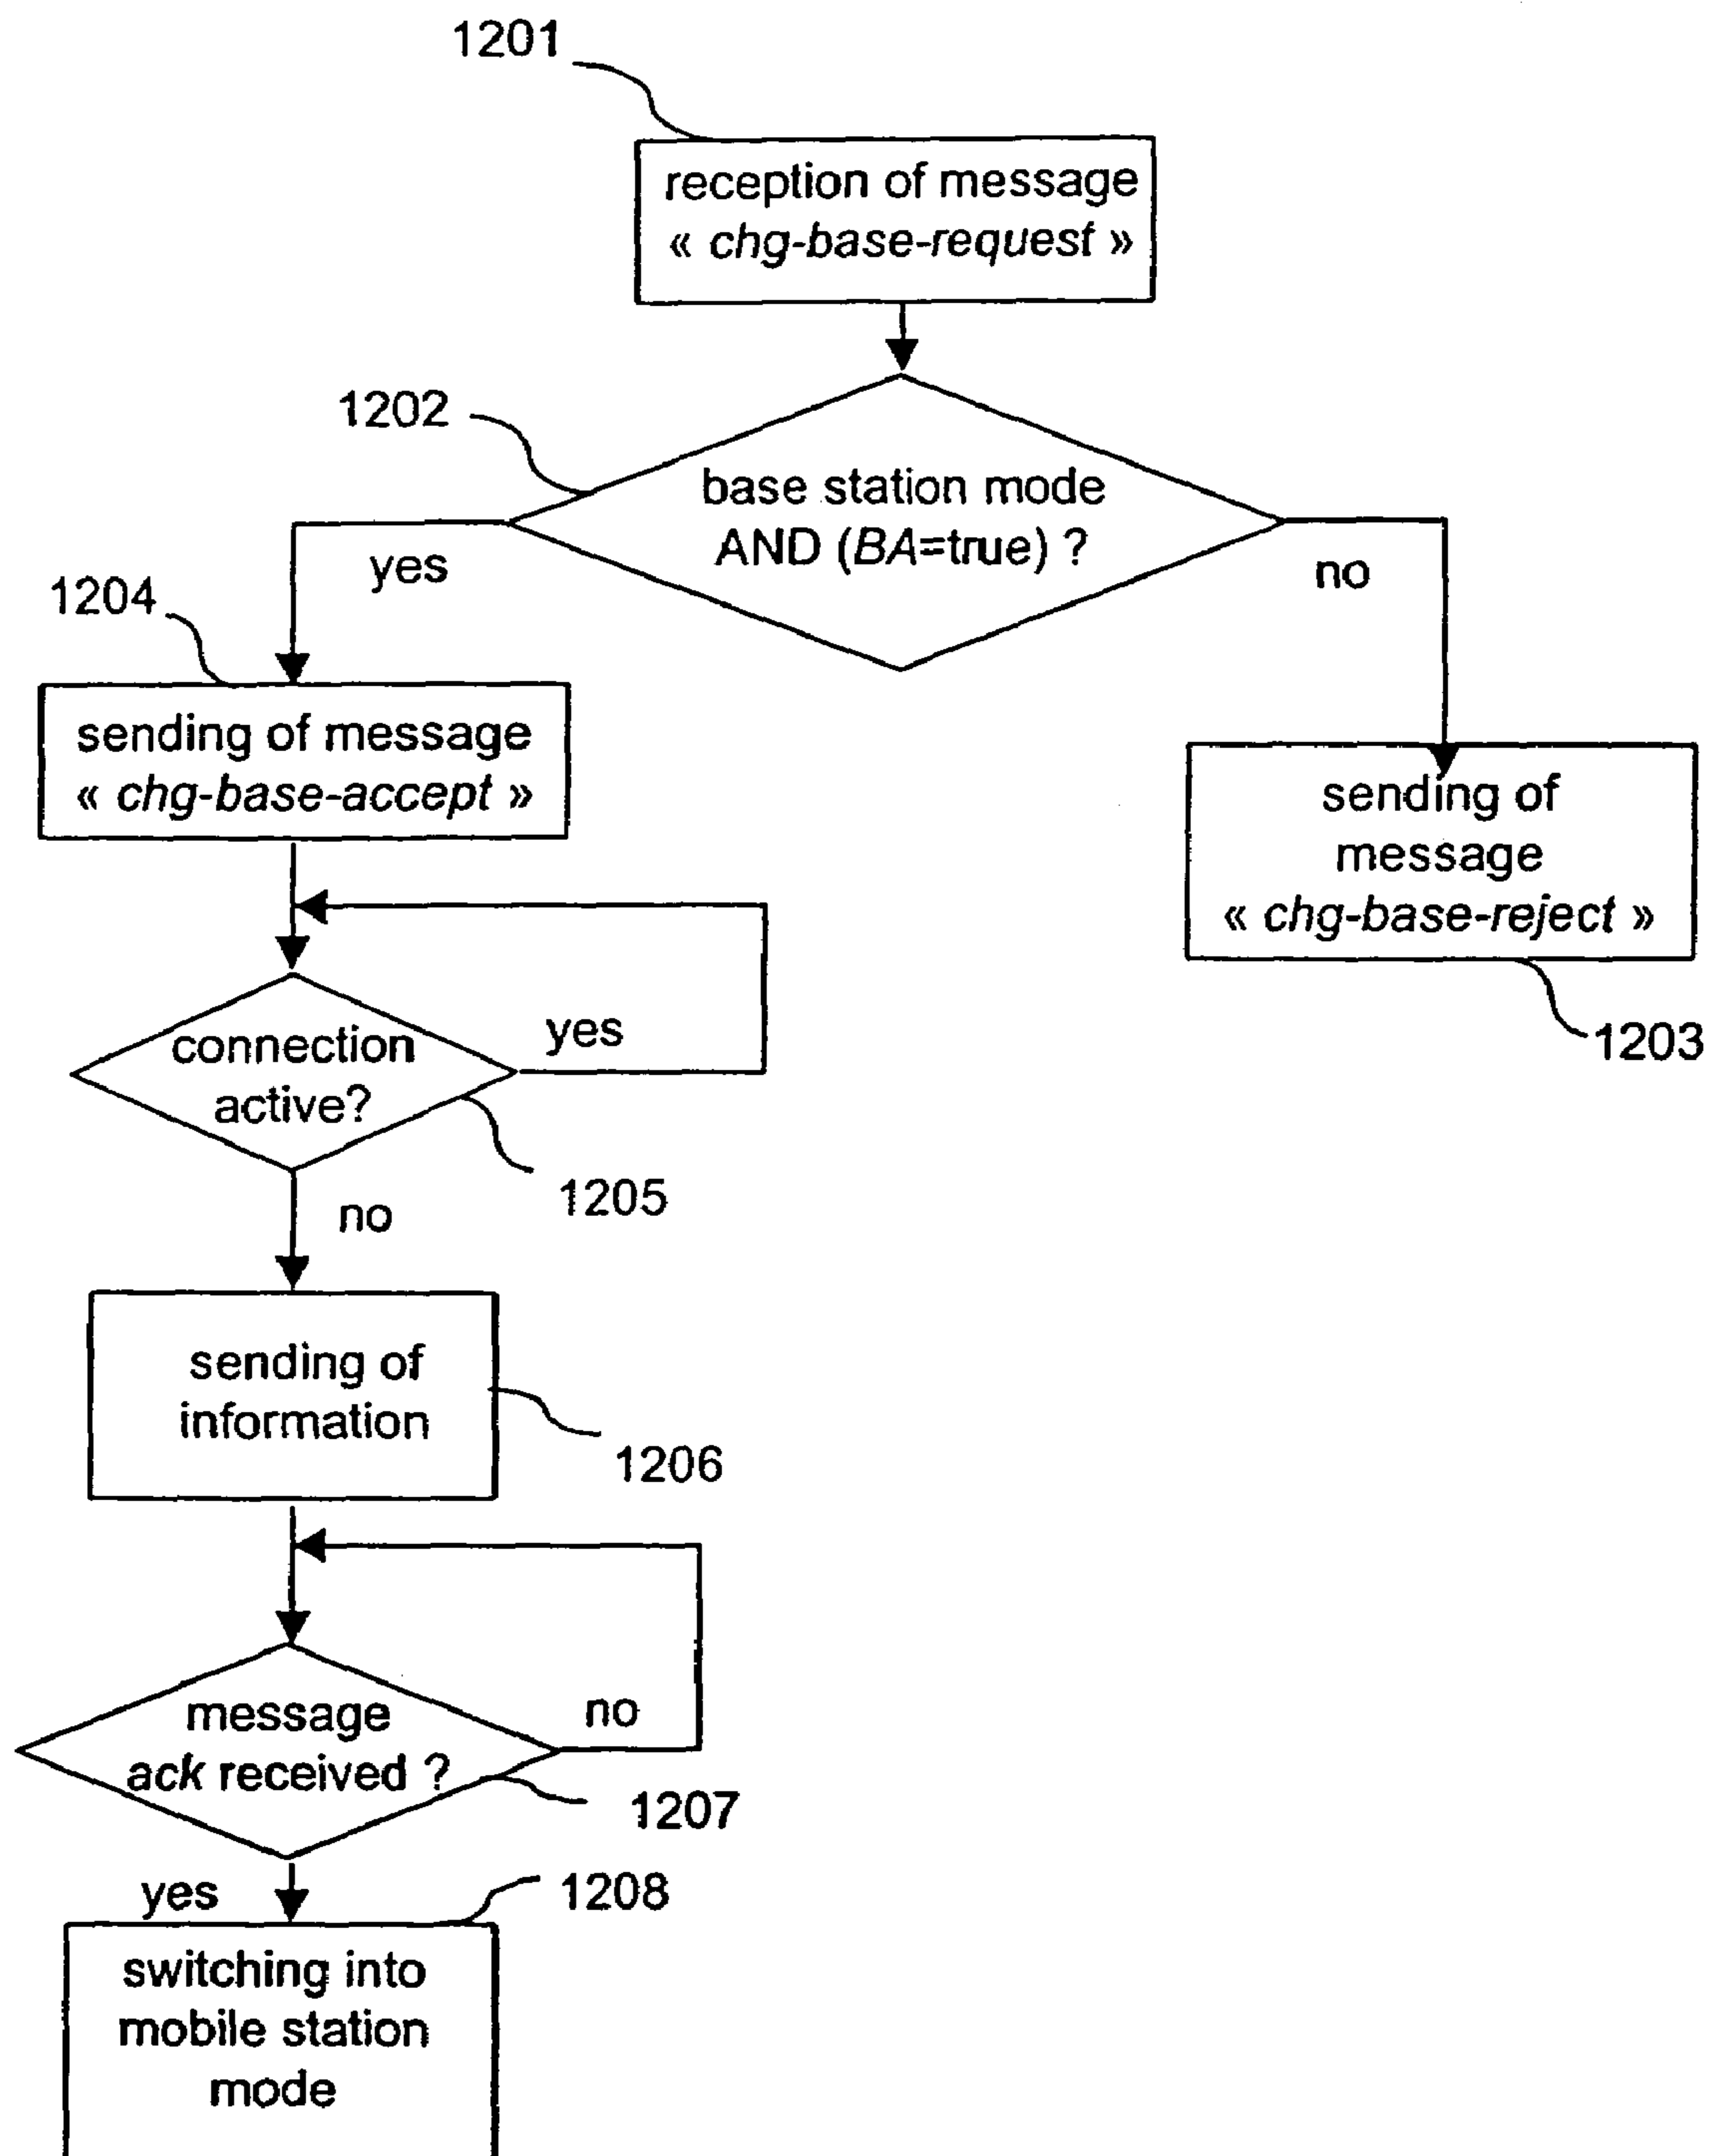 1201
reception of message
« chg-base-request »
1202
base station mode
AND (BA=true) ?
yes
no
1204
sending of message
« chg-base-accept »
sending of
message
« chg-base-reject »
1203
connection
active?
yes
1205
no
sending of
information
1206
message
ack received ?
no
1207
yes
1208
switching into
mobile station
mode